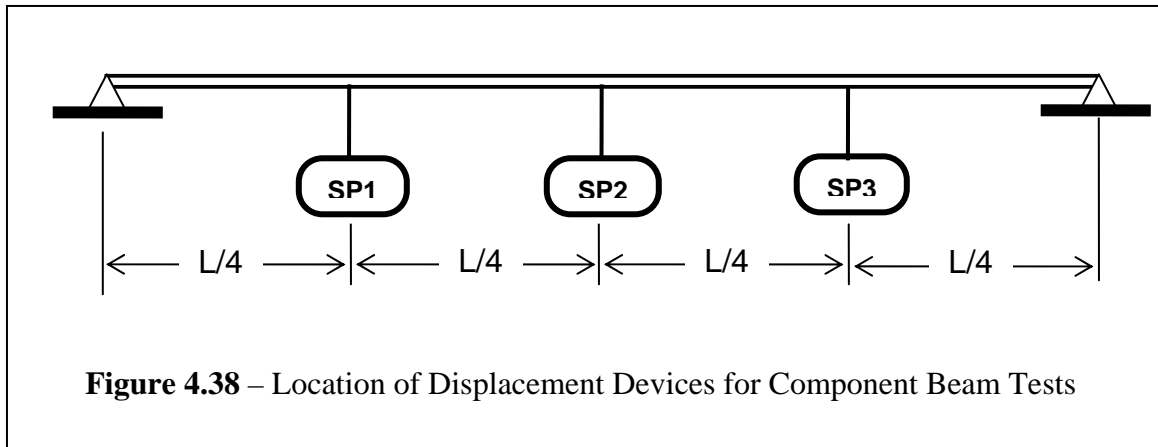 SP1 SP2 SP3
L/4 L/4 L/4 L/4
Figure 4.38 – Location of Displacement Devices for Component Beam Tests